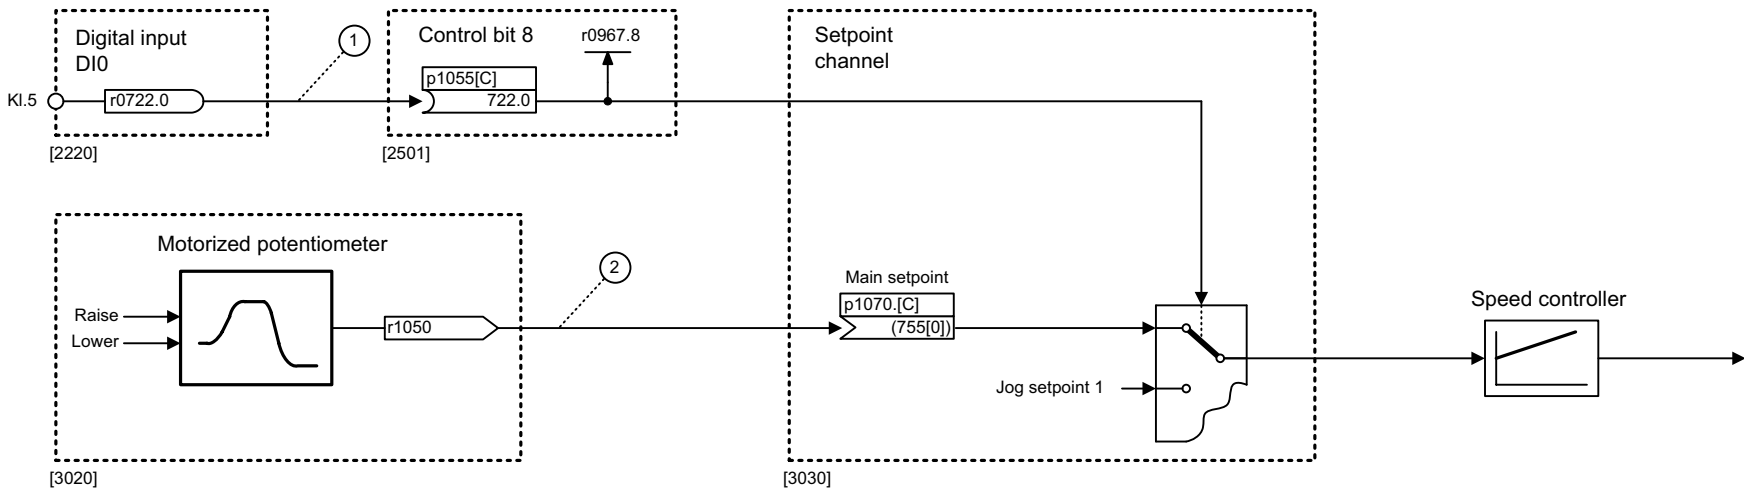 Digital input
DI0
Kl.5
r0722.0
[2220]
1
Control bit 8
r0967.8
p1055[C]
722.0
[2501]
Setpoint
channel
Motorized potentiometer
Raise
Lower
r1050
[3020]
2
Main setpoint
p1070.[C]
(755[0])
Jog setpoint 1
[3030]
Speed controller